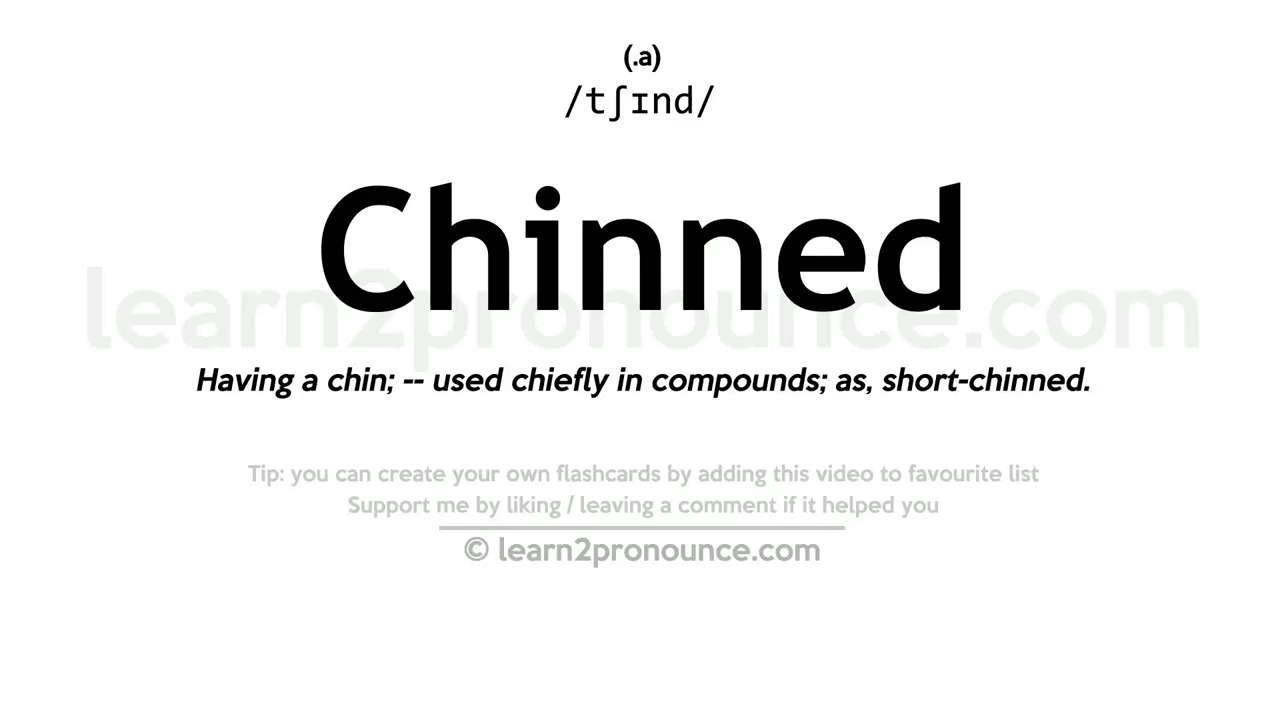 (.a)
/tʃɪnd/
Chinned
learn2pronounce.com
Having a chin; -- used chiefly in compounds; as, short-chinned.
Tip: you can create your own flashcards by adding this video to favourite list
Support me by liking / leaving a comment if it helped you
© learn2pronounce.com